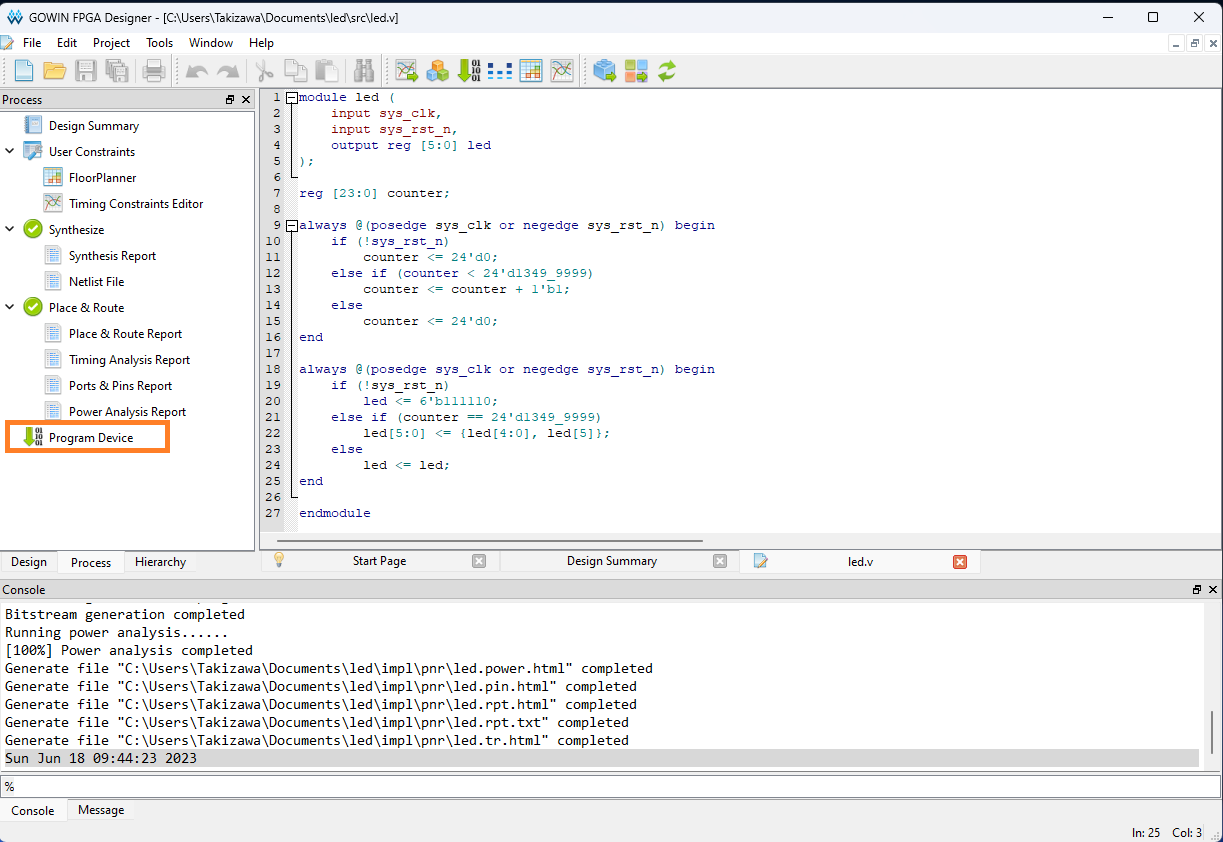 GOWIN FPGA Designer - [C:\Users\Takizawa\Documents\led\src\led.v]
File Edit Project Tools Window Help
Process
Design Summary
User Constraints
FloorPlanner
Timing Constraints Editor
Synthesize
Synthesis Report
Netlist File
Place & Route
Place & Route Report
Timing Analysis Report
Ports & Pins Report
Power Analysis Report
Program Device
Design Process Hierarchy
1 module led (
2 input sys_clk,
3 input sys_rst_n,
4 output reg [5:0] led
5 );
6
7 reg [23:0] counter;
8
9 always @(posedge sys_clk or negedge sys_rst_n) begin
10 if (!sys_rst_n)
11 counter <= 24'd0;
12 else if (counter < 24'd1349_9999)
13 counter <= counter + 1'b1;
14 else
15 counter <= 24'd0;
16 end
17
18 always @(posedge sys_clk or negedge sys_rst_n) begin
19 if (!sys_rst_n)
20 led <= 6'b111110;
21 else if (counter == 24'd1349_9999)
22 led[5:0] <= {led[4:0], led[5]};
23 else
24 led <= led;
25 end
26
27 endmodule
Start Page Design Summary led.v
Console
Bitstream generation completed
Running power analysis......
[100%] Power analysis completed
Generate file "C:\Users\Takizawa\Documents\led\impl\pnr\led.power.html" completed
Generate file "C:\Users\Takizawa\Documents\led\impl\pnr\led.pin.html" completed
Generate file "C:\Users\Takizawa\Documents\led\impl\pnr\led.rpt.html" completed
Generate file "C:\Users\Takizawa\Documents\led\impl\pnr\led.rpt.txt" completed
Generate file "C:\Users\Takizawa\Documents\led\impl\pnr\led.tr.html" completed
Sun Jun 18 09:44:23 2023
%
Console Message
In: 25 Col: 3